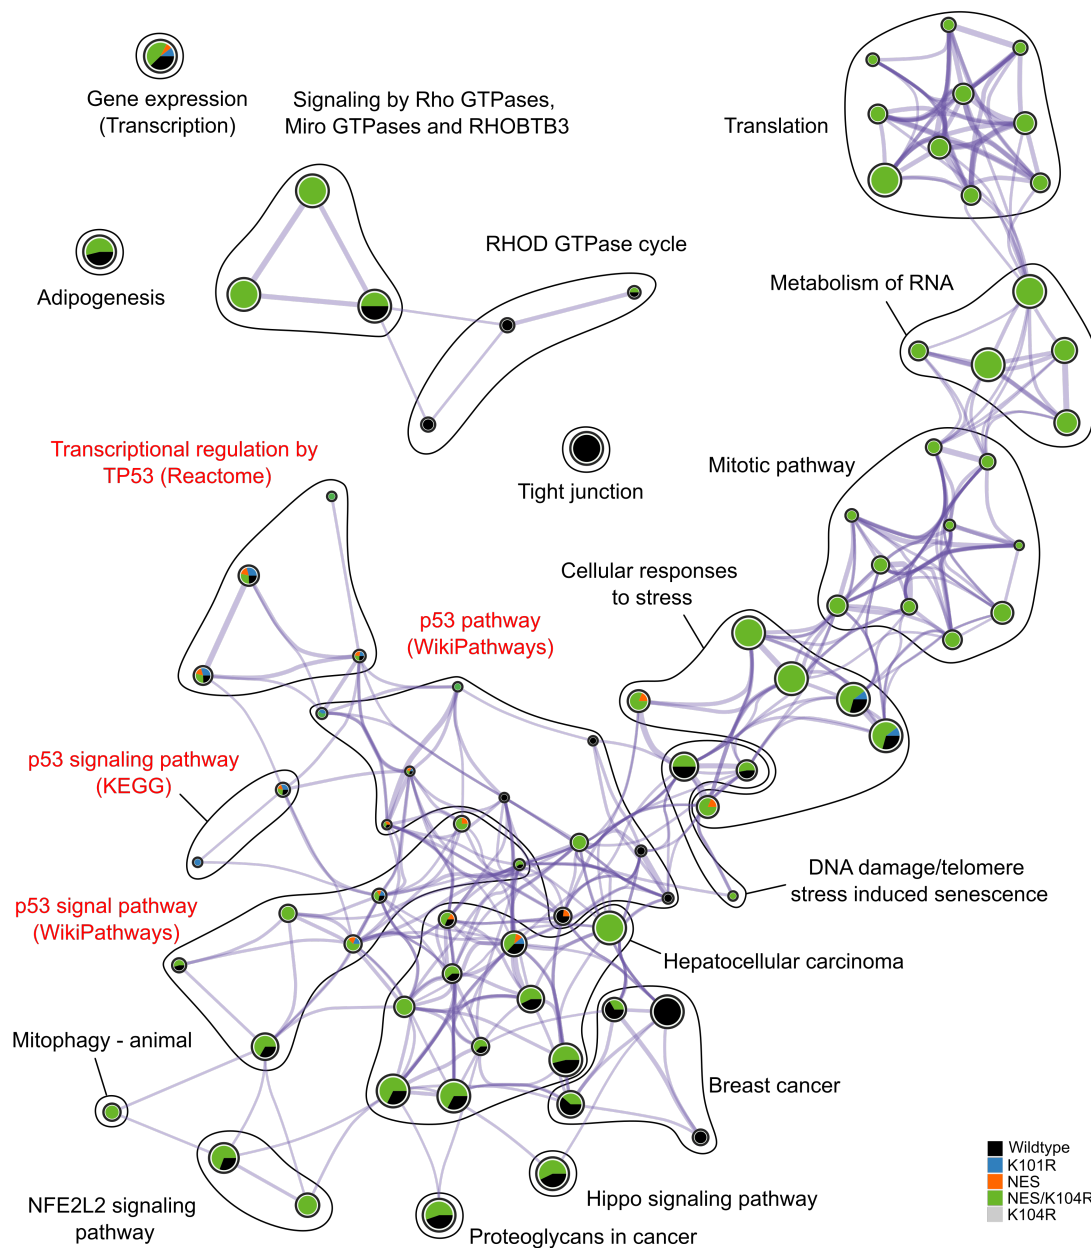 Gene expression
(Transcription)
Signaling by Rho GTPases,
Miro GTPases and RHOBTB3
Translation
Adipogenesis
RHOD GTPase cycle
Metabolism of RNA
Transcriptional regulation by
TP53 (Reactome)
Tight junction
Mitotic pathway
Cellular responses
to stress
p53 pathway
(WikiPathways)
p53 signaling pathway
(KEGG)
DNA damage/telomere
stress induced senescence
p53 signal pathway
(WikiPathways)
Hepatocellular carcinoma
Mitophagy - animal
Breast cancer
NFE2L2 signaling
pathway
Hippo signaling pathway
Proteoglycans in cancer
Wildtype
K101R
NES
NES/K104R
K104R